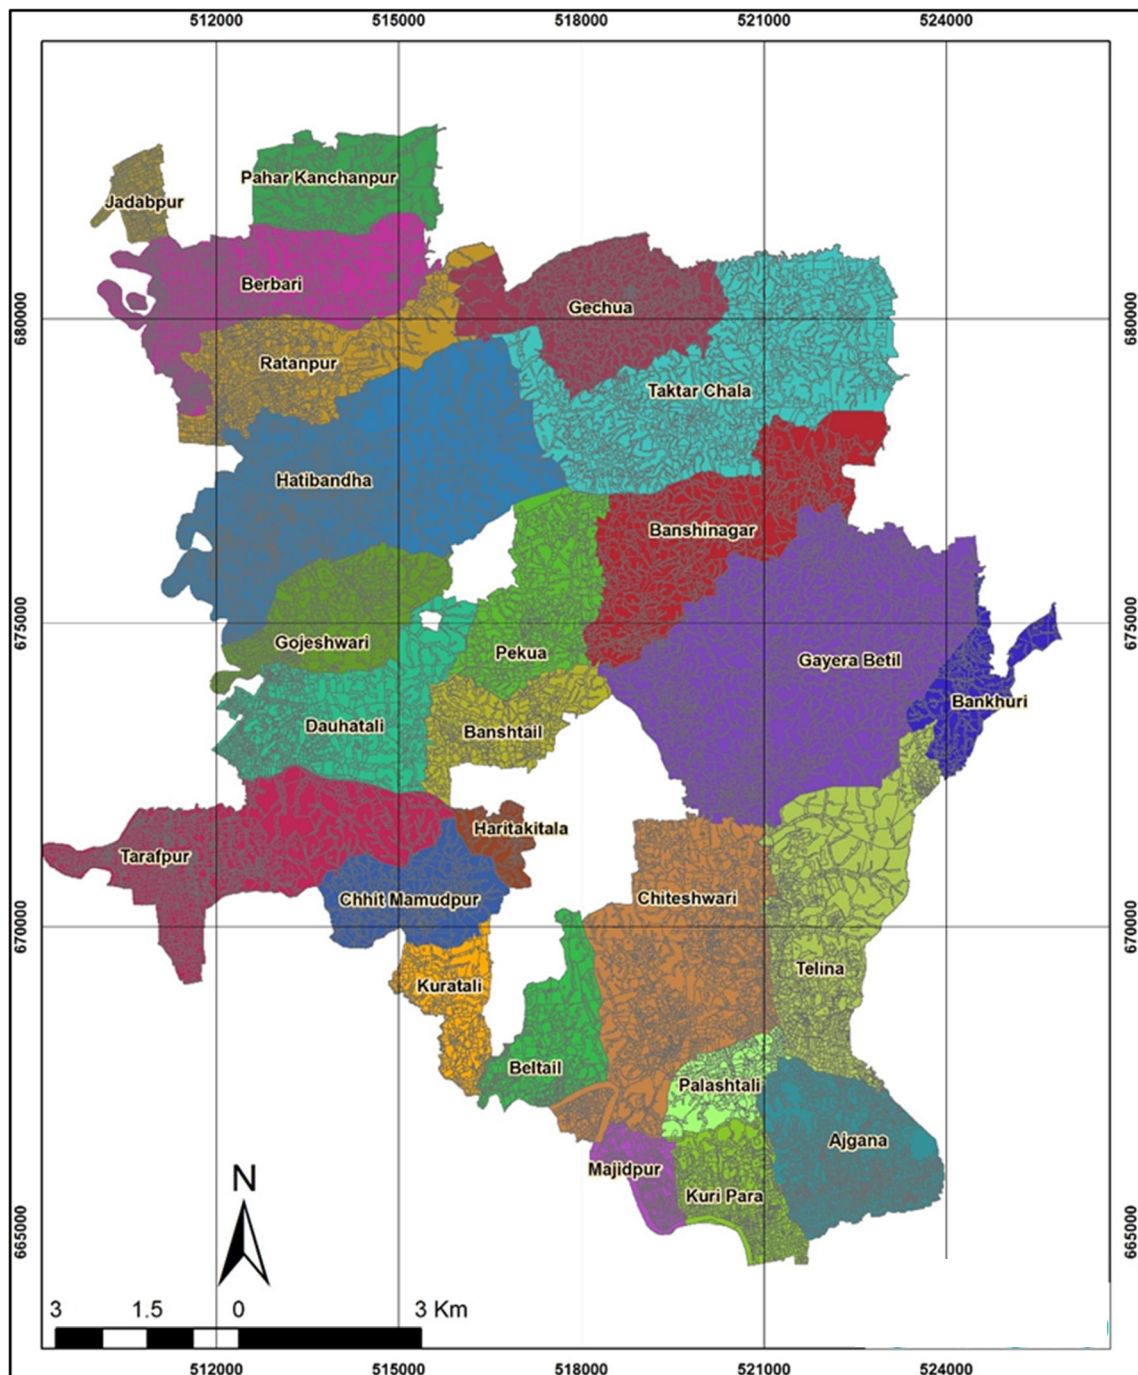 512000 515000 518000 521000 524000
Pahar Kanchanpur
Jadabpur
Berbari
Gechua
680000 680000
Ratanpur
Taktar Chala
Hatibandha
Banshinagar
675000 675000
Gojeshwari
Pekua
Gayera Betil
Bankhuri
Dauhatali
Banshtail
Haritakitala
Tarafpur
Chhit Mamudpur
Chiteshwari
670000 670000
Telina
Kuratali
Beltail
Palashtali
Ajgana
Majidpur
Kuri Para
N
665000 665000
3 1.5 0 3 Km
512000 515000 518000 521000 524000